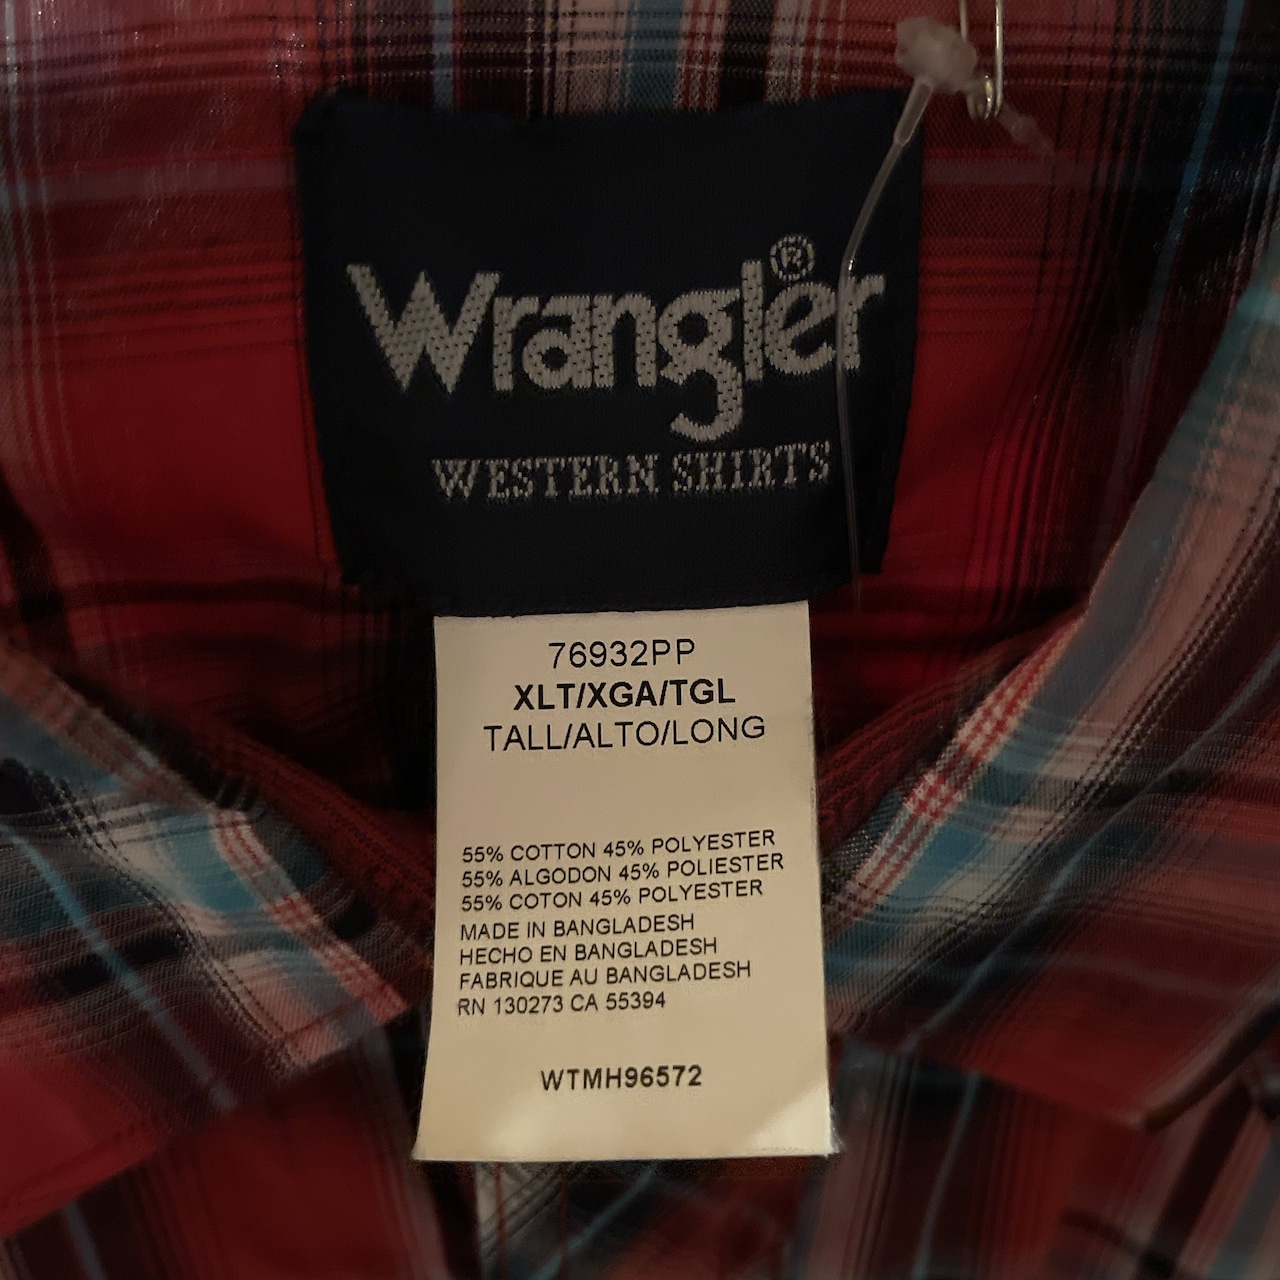 Wrangler®
WESTERN SHIRTS
76932PP
XLT/XGA/TGL
TALL/ALTO/LONG
55% COTTON 45% POLYESTER
55% ALGODON 45% POLIESTER
55% COTON 45% POLYESTER
MADE IN BANGLADESH
HECHO EN BANGLADESH
FABRIQUE AU BANGLADESH
RN 130273 CA 55394
WTMH96572